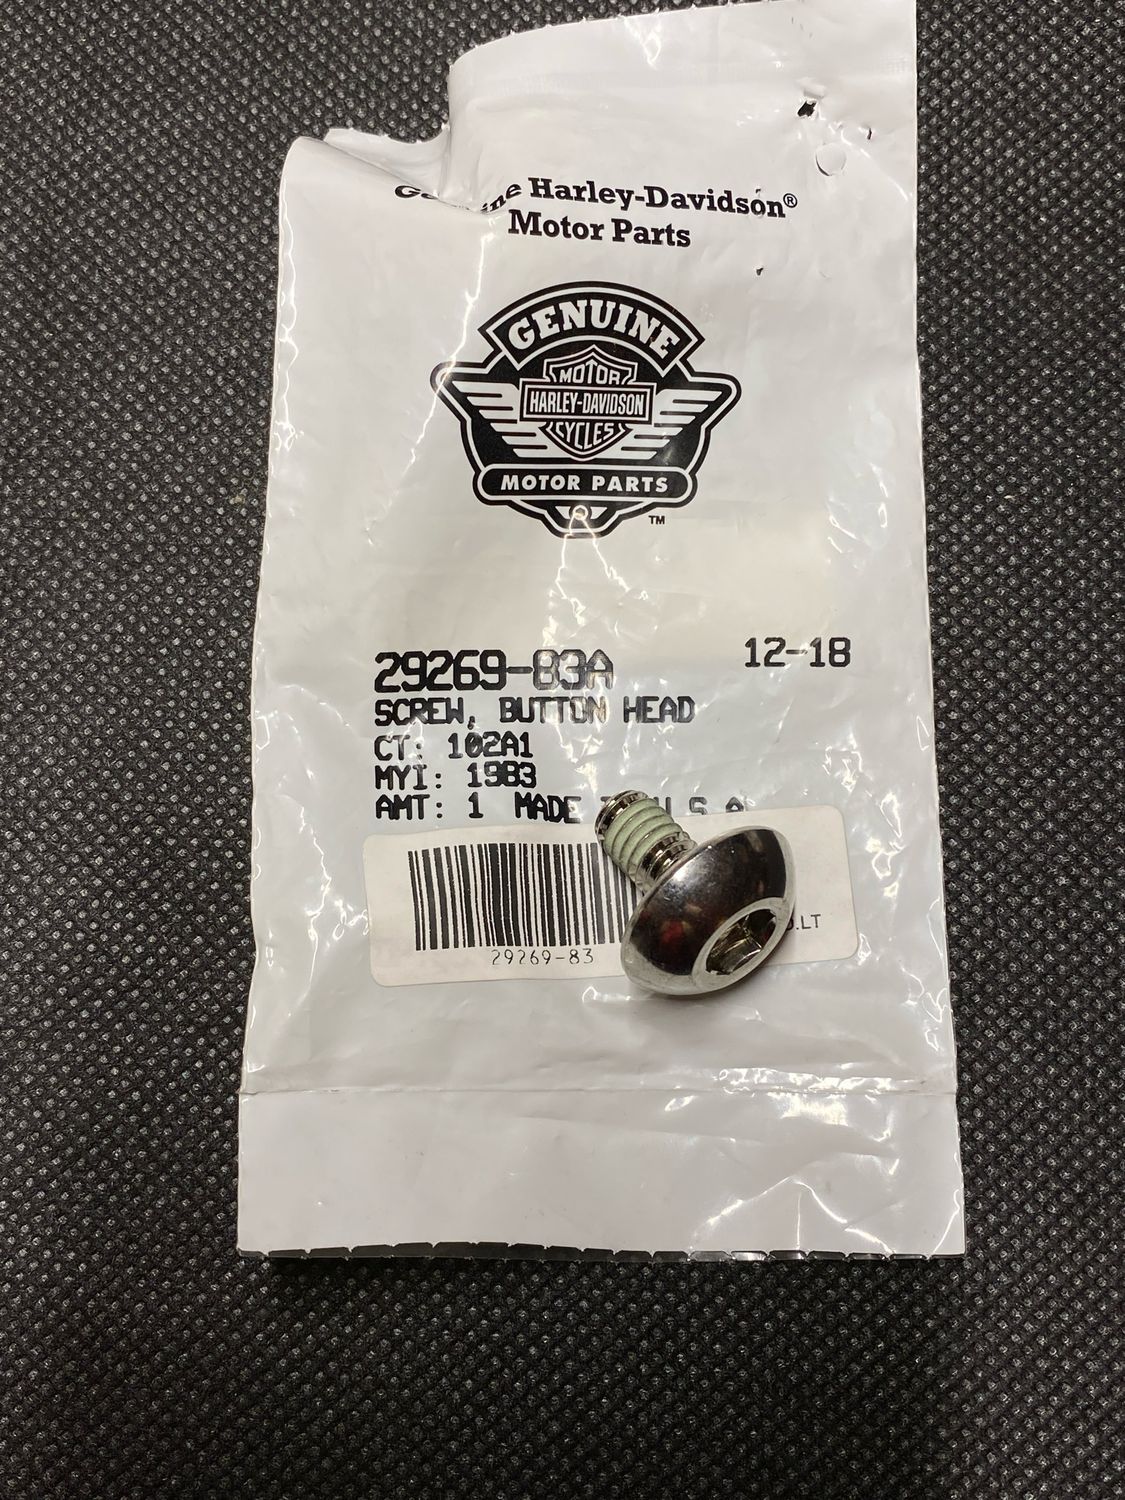 Harley-Davidson®
Motor Parts
GENUINE
MOTOR
HARLEY-DAVIDSON
CYCLES
MOTOR PARTS
TM
29269-83A 12-18
SCREW, BUTTON HEAD
CT: 102A1
MYI: 1983
AMT: 1 MADE
29269-83